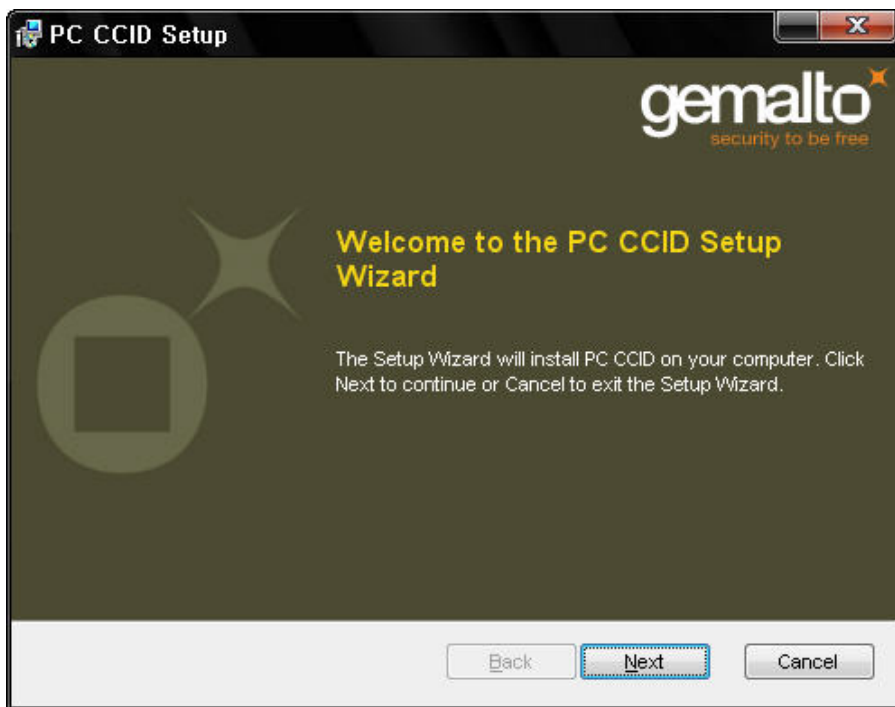 PC CCID Setup
gemalto
security to be free
Welcome to the PC CCID Setup
Wizard
The Setup Wizard will install PC CCID on your computer. Click
Next to continue or Cancel to exit the Setup Wizard.
Back
Next
Cancel